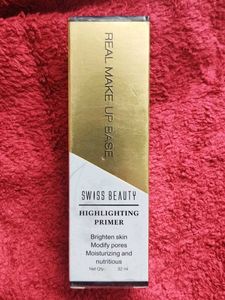 REAL MAKE UP BASE
SWISS BEAUTY
HIGHLIGHTING
PRIMER
Brighten skin
Modify pores
Moisturizing and
nutritious
Net Qty.: 32 ml